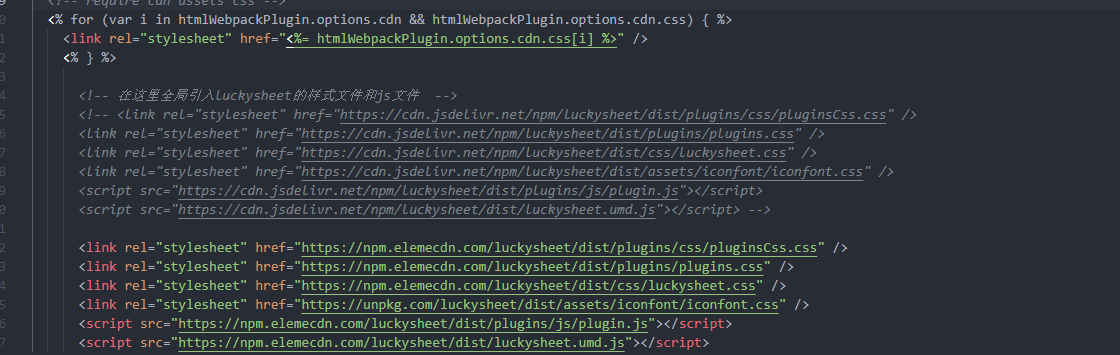 <!-- require cdn assets css -->
<% for (var i in htmlWebpackPlugin.options.cdn && htmlWebpackPlugin.options.cdn.css) { %>
<link rel="stylesheet" href="<%= htmlWebpackPlugin.options.cdn.css[i] %>" />
<% } %>
<!-- 在这里全局引入luckysheet的样式文件和js文件  -->
<!-- <link rel="stylesheet" href="https://cdn.jsdelivr.net/npm/luckysheet/dist/plugins/css/pluginsCss.css" />
<link rel="stylesheet" href="https://cdn.jsdelivr.net/npm/luckysheet/dist/plugins/plugins.css" />
<link rel="stylesheet" href="https://cdn.jsdelivr.net/npm/luckysheet/dist/css/luckysheet.css" />
<link rel="stylesheet" href="https://cdn.jsdelivr.net/npm/luckysheet/dist/assets/iconfont/iconfont.css" />
<script src="https://cdn.jsdelivr.net/npm/luckysheet/dist/plugins/js/plugin.js"></script>
<script src="https://cdn.jsdelivr.net/npm/luckysheet/dist/luckysheet.umd.js"></script> -->
<link rel="stylesheet" href="https://npm.elemecdn.com/luckysheet/dist/plugins/css/pluginsCss.css" />
<link rel="stylesheet" href="https://npm.elemecdn.com/luckysheet/dist/plugins/plugins.css" />
<link rel="stylesheet" href="https://npm.elemecdn.com/luckysheet/dist/css/luckysheet.css" />
<link rel="stylesheet" href="https://unpkg.com/luckysheet/dist/assets/iconfont/iconfont.css" />
<script src="https://npm.elemecdn.com/luckysheet/dist/plugins/js/plugin.js"></script>
<script src="https://npm.elemecdn.com/luckysheet/dist/luckysheet.umd.js"></script>